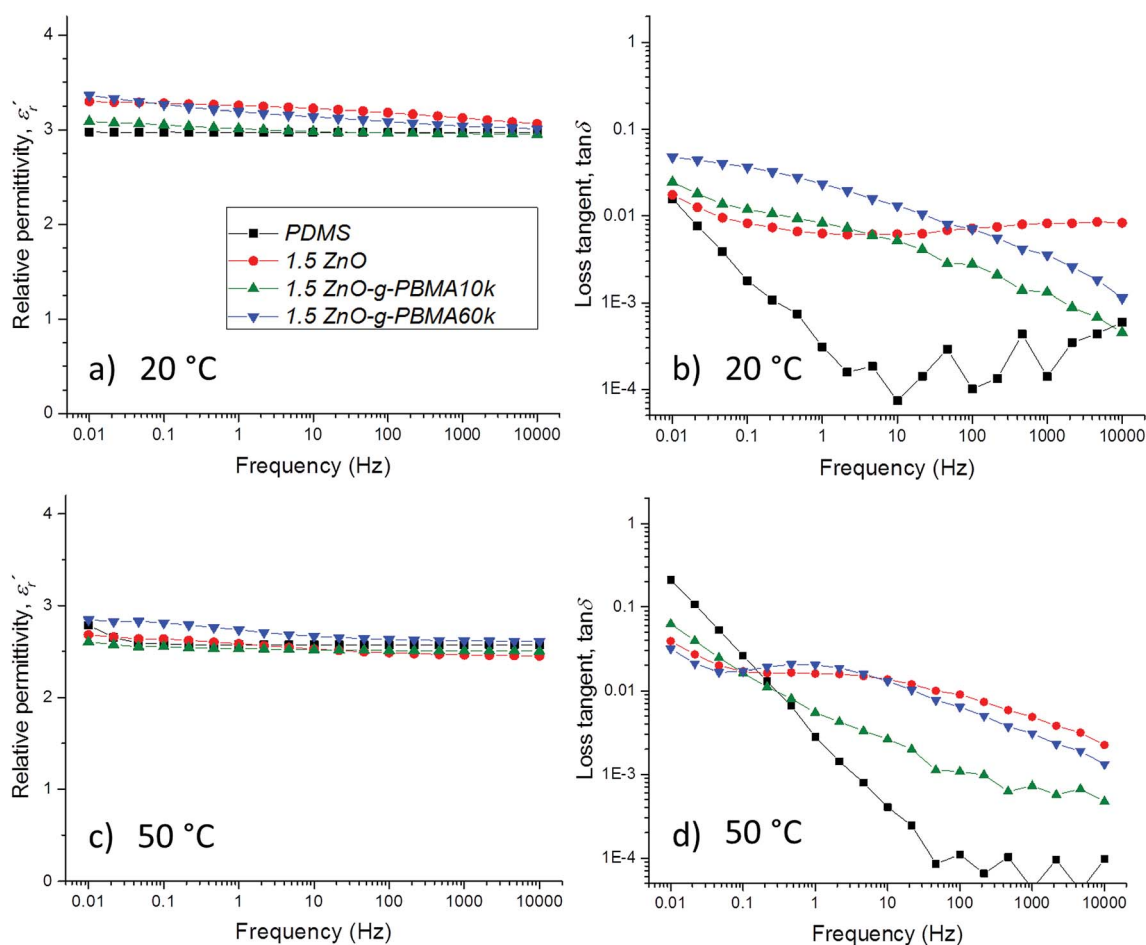 4
3
2
1
0
Relative permittivity, ε′r
PDMS
1.5 ZnO
1.5 ZnO-g-PBMA10k
1.5 ZnO-g-PBMA60k
a) 20 °C
0.01 0.1 1 10 100 1000 10000
Frequency (Hz)
1
0.1
0.01
1E-3
1E-4
Loss tangent, tanδ
b) 20 °C
0.01 0.1 1 10 100 1000 10000
Frequency (Hz)
4
3
2
1
0
Relative permittivity, ε′r
c) 50 °C
0.01 0.1 1 10 100 1000 10000
Frequency (Hz)
1
0.1
0.01
1E-3
1E-4
Loss tangent, tanδ
d) 50 °C
0.01 0.1 1 10 100 1000 10000
Frequency (Hz)